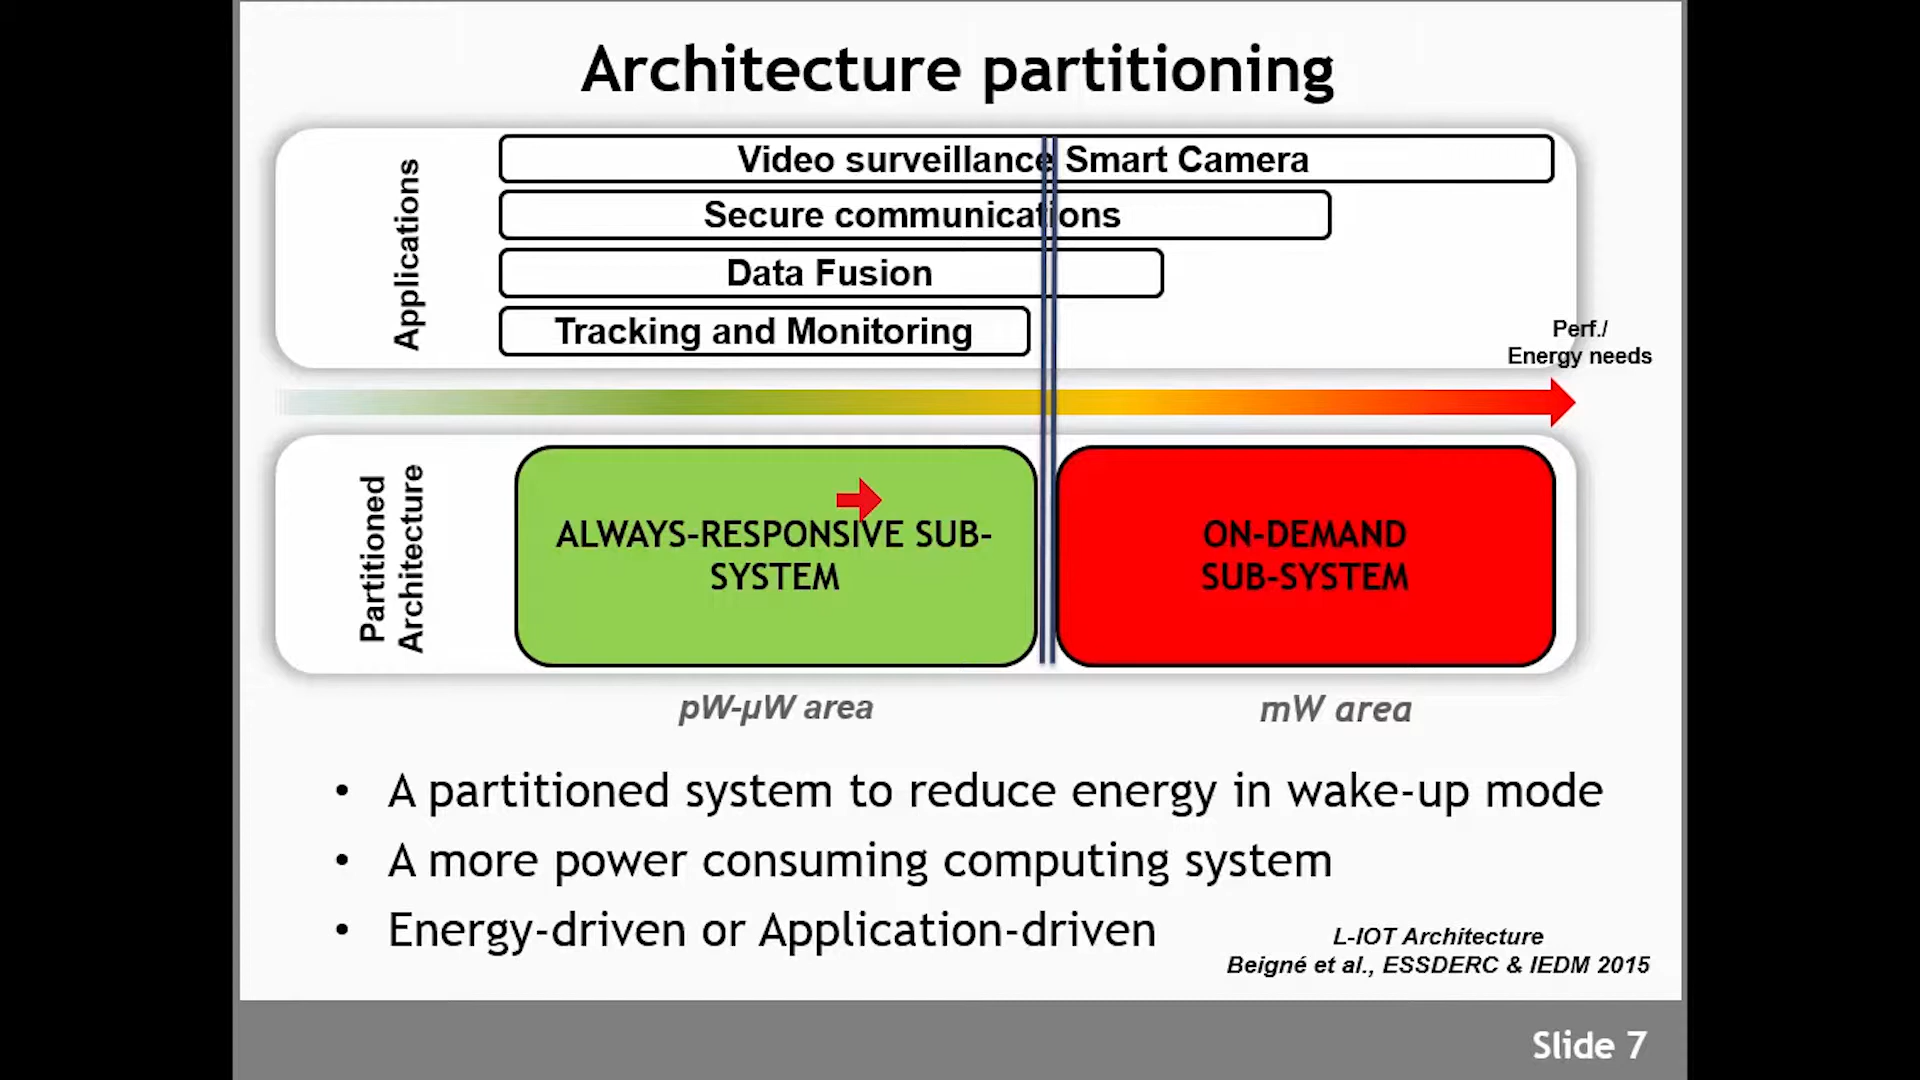 Architecture partitioning
Applications
Video surveillance Smart Camera
Secure communications
Data Fusion
Tracking and Monitoring
Perf./
Energy needs
Partitioned
Architecture
ALWAYS-RESPONSIVE SUB-
SYSTEM
ON-DEMAND
SUB-SYSTEM
pW-µW area
mW area
• A partitioned system to reduce energy in wake-up mode
• A more power consuming computing system
• Energy-driven or Application-driven
L-IOT Architecture
Beigné et al., ESSDERC & IEDM 2015
Slide 7